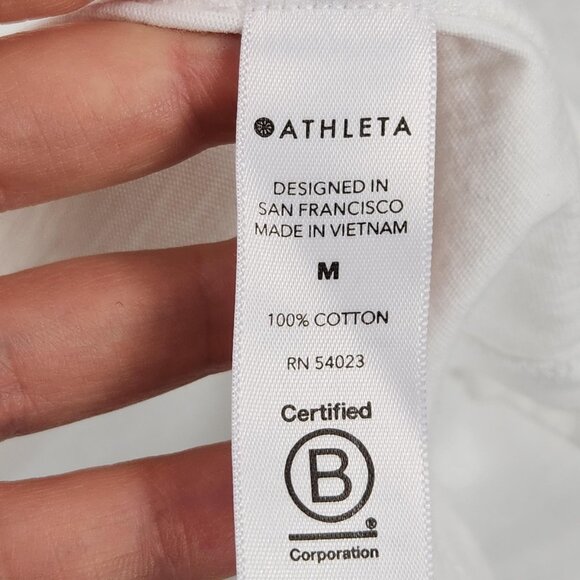 ATHLETA
DESIGNED IN
SAN FRANCISCO
MADE IN VIETNAM
M
100% COTTON
RN 54023
Certified
B
®
Corporation